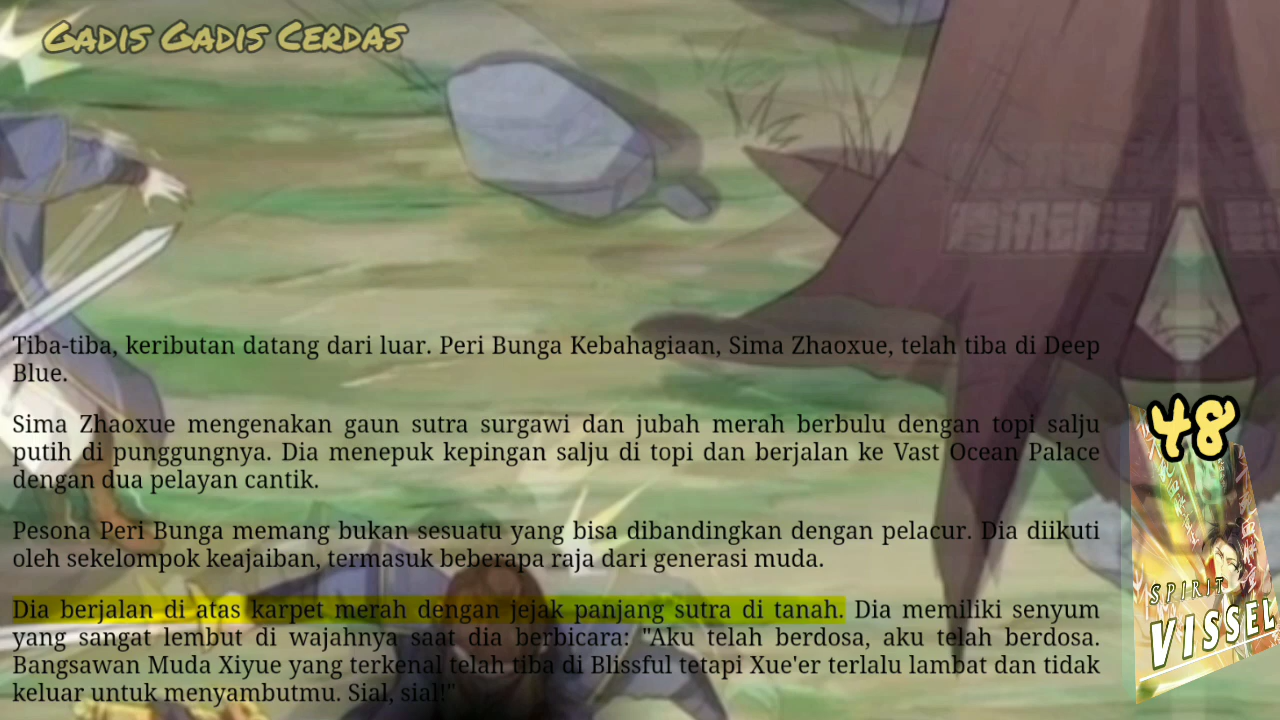 Gadis Gadis Cerdas
Tiba-tiba, keributan datang dari luar. Peri Bunga Kebahagiaan, Sima Zhaoxue, telah tiba di Deep
Blue.
Sima Zhaoxue mengenakan gaun sutra surgawi dan jubah merah berbulu dengan topi salju
putih di punggungnya. Dia menepuk kepingan salju di topi dan berjalan ke Vast Ocean Palace
dengan dua pelayan cantik.
Pesona Peri Bunga memang bukan sesuatu yang bisa dibandingkan dengan pelacur. Dia diikuti
oleh sekelompok keajaiban, termasuk beberapa raja dari generasi muda.
Dia berjalan di atas karpet merah dengan jejak panjang sutra di tanah. Dia memiliki senyum
yang sangat lembut di wajahnya saat dia berbicara: "Aku telah berdosa, aku telah berdosa.
Bangsawan Muda Xiyue yang terkenal telah tiba di Blissful tetapi Xue'er terlalu lambat dan tidak
keluar untuk menyambutmu. Sial, sial!"
48
SPIRIT
VISSEL